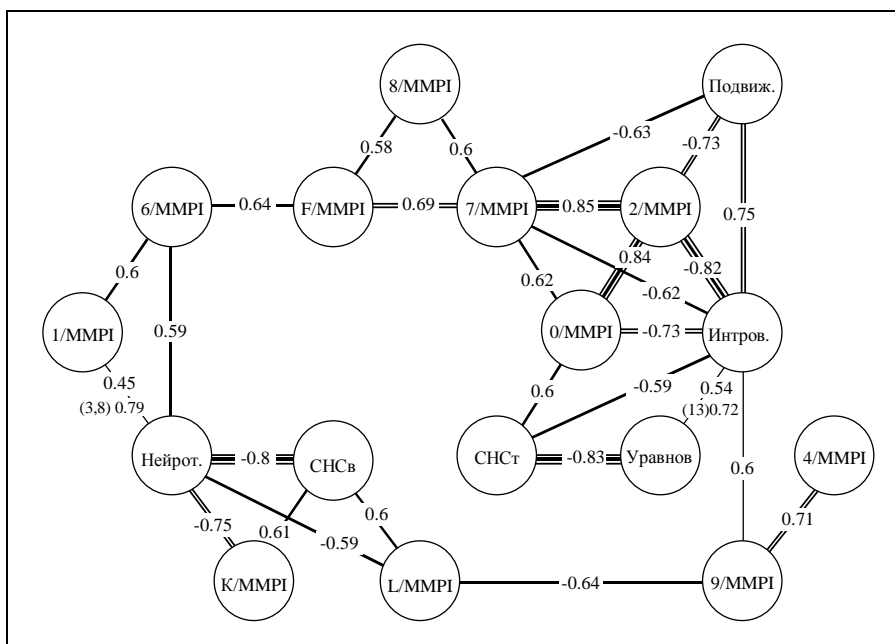 8/MMPI
Подвиж.
-0.63
0.58
0.6
-0.73
6/MMPI
0.64
F/MMPI
0.69
7/MMPI
0.85
2/MMPI
0.75
0.84
-0.82
0.6
0.62
-0.62
1/MMPI
0.59
0/MMPI
-0.73
Интров.
0.45
0.6
-0.59
0.54
(3,8) 0.79
(13)0.72
Нейрот.
-0.8
СНСв
СНСт
-0.83
Уравнов
4/MMPI
0.6
-0.75
0.61
0.6
0.71
-0.59
К/MMPI
L/MMPI
-0.64
9/MMPI